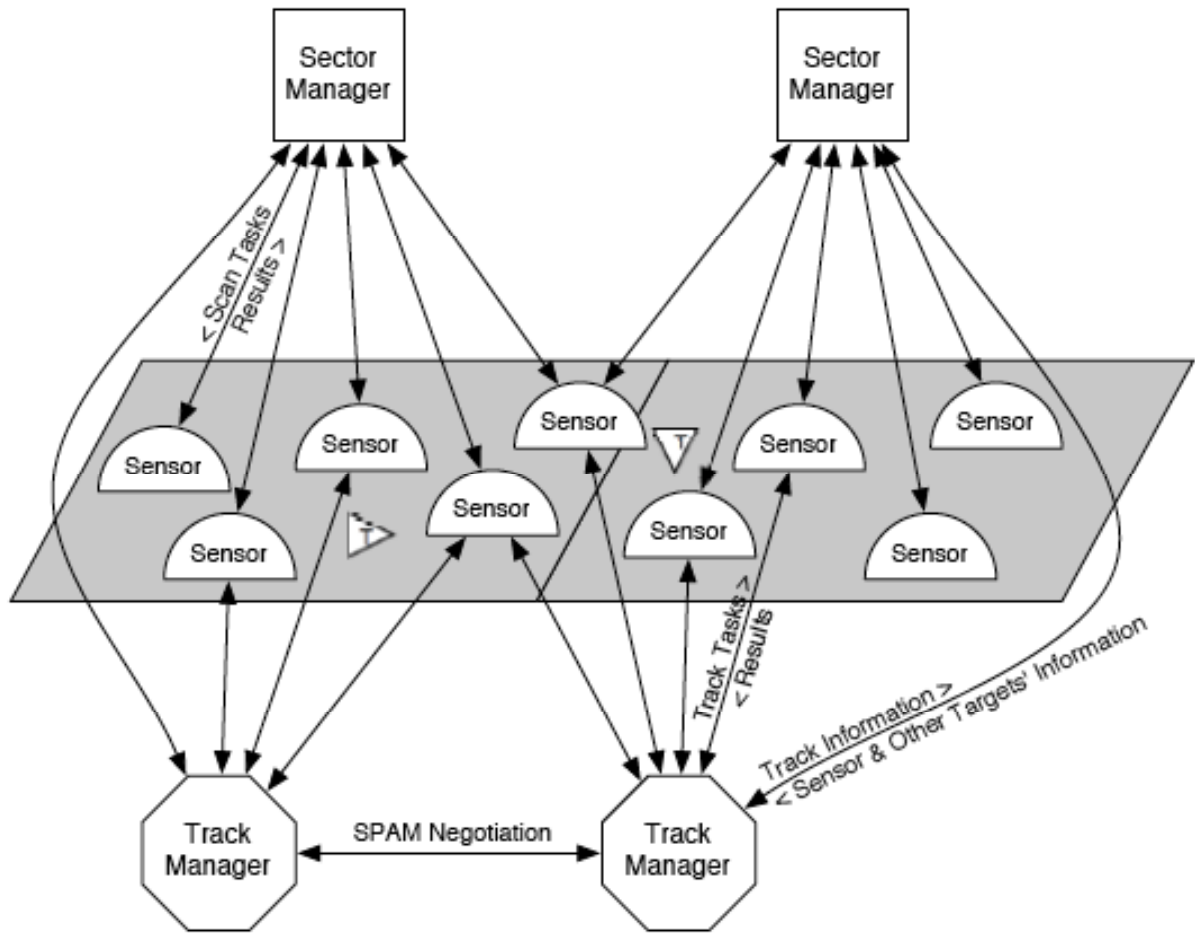 Sector
Manager
Sector
Manager
< Scan Tasks
Results >
Sensor
Sensor
Sensor
Sensor
Sensor
T
Sensor
Sensor
T
Sensor
Sensor
Track Tasks >
< Results
Track Information >
< Sensor & Other Targets' Information
Track
Manager
SPAM Negotiation
Track
Manager